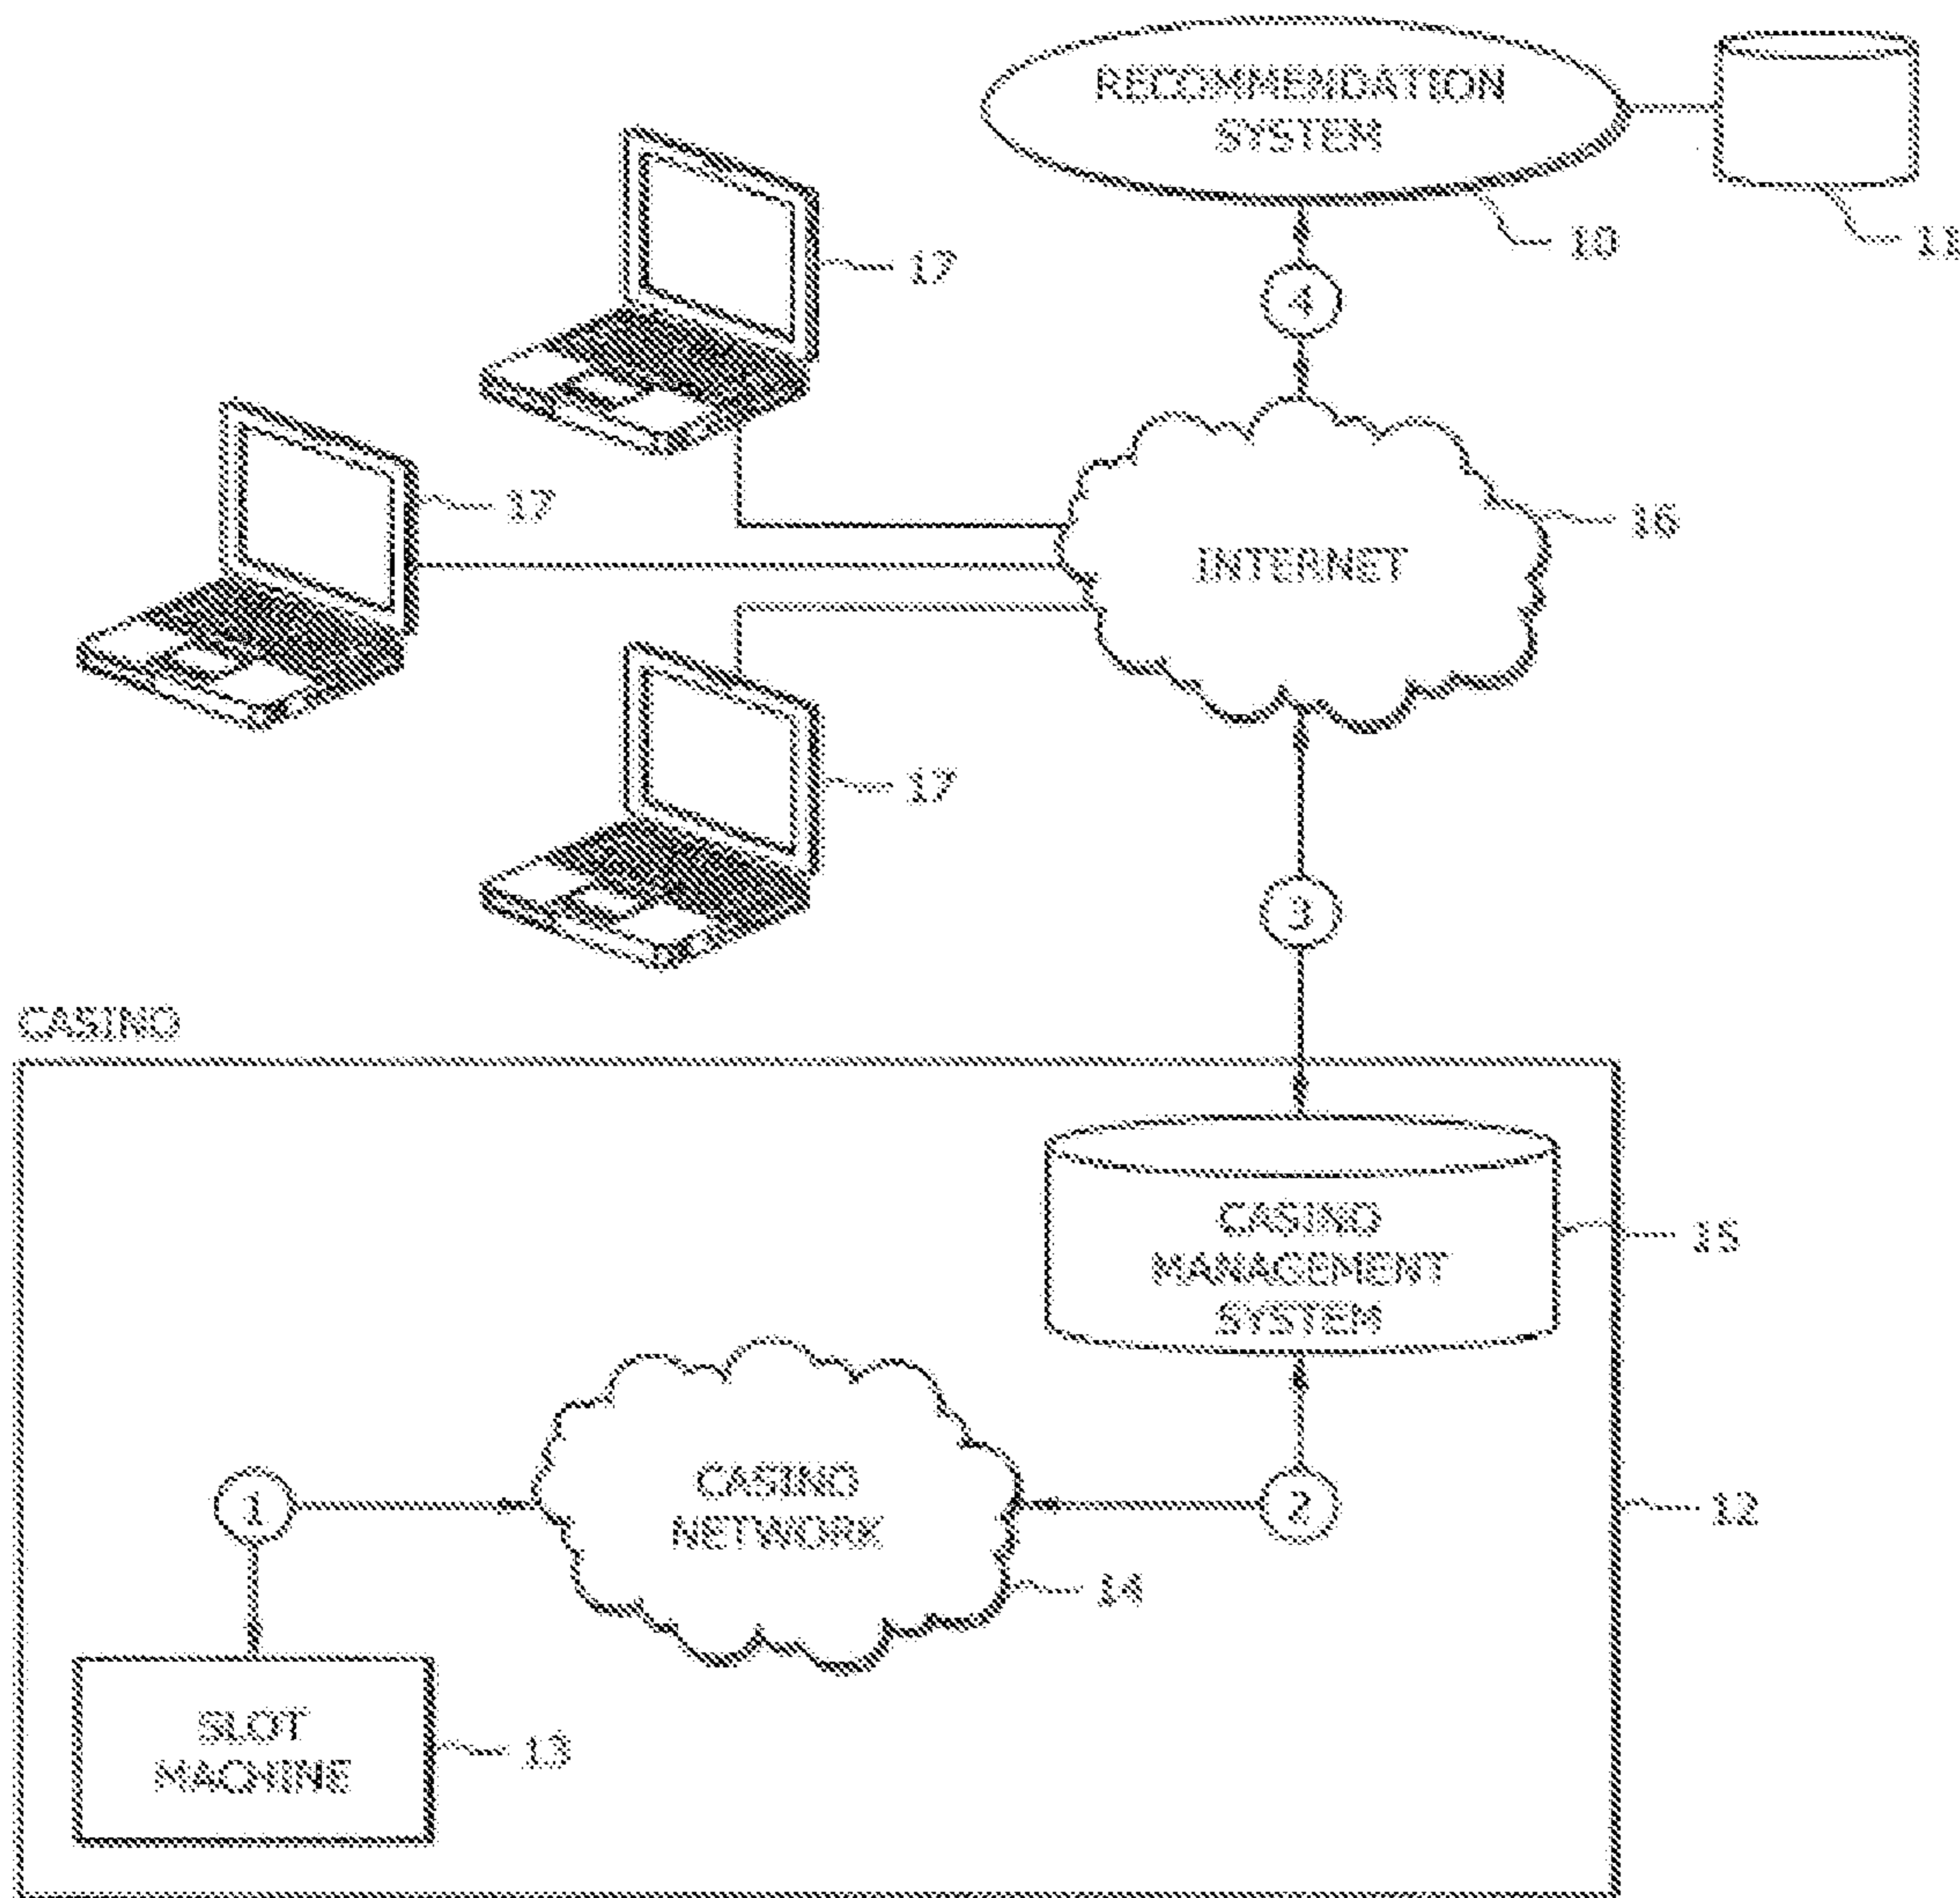 RECOMMENDATION
SYSTEM
10
11
17
4
17
16
INTERNET
17
3
CASINO
CASINO
MANAGEMENT
SYSTEM
15
CASINO
NETWORK
1
2
12
14
SLOT
MACHINE
13